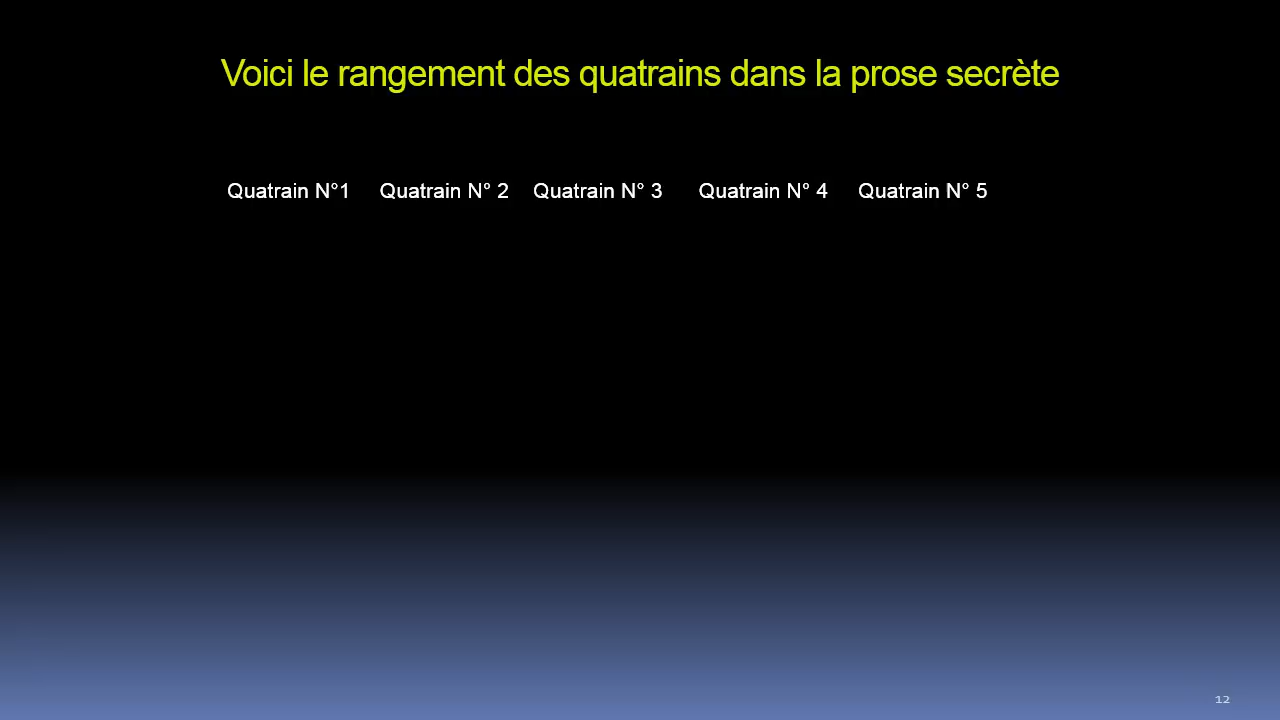 Voici le rangement des quatrains dans la prose secrète
Quatrain N°1 Quatrain N° 2 Quatrain N° 3 Quatrain N° 4 Quatrain N° 5
12